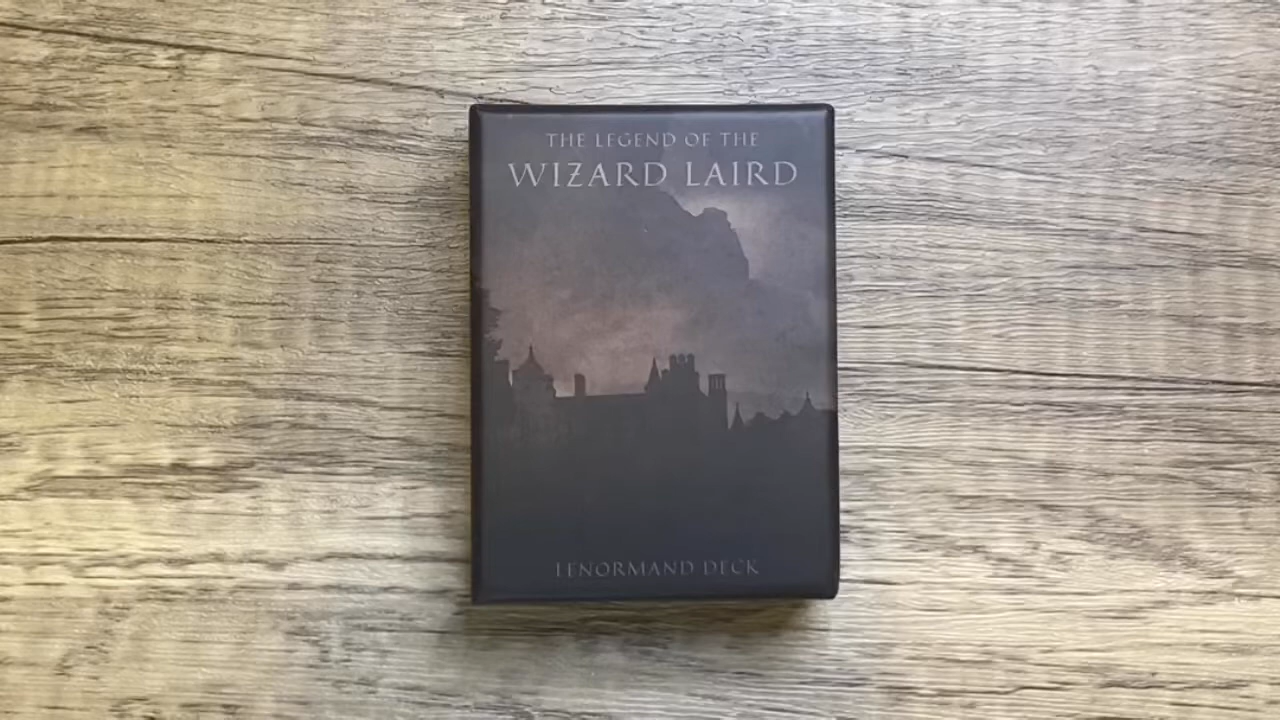 THE LEGEND OF THE
WIZARD LAIRD
LENORMAND DECK